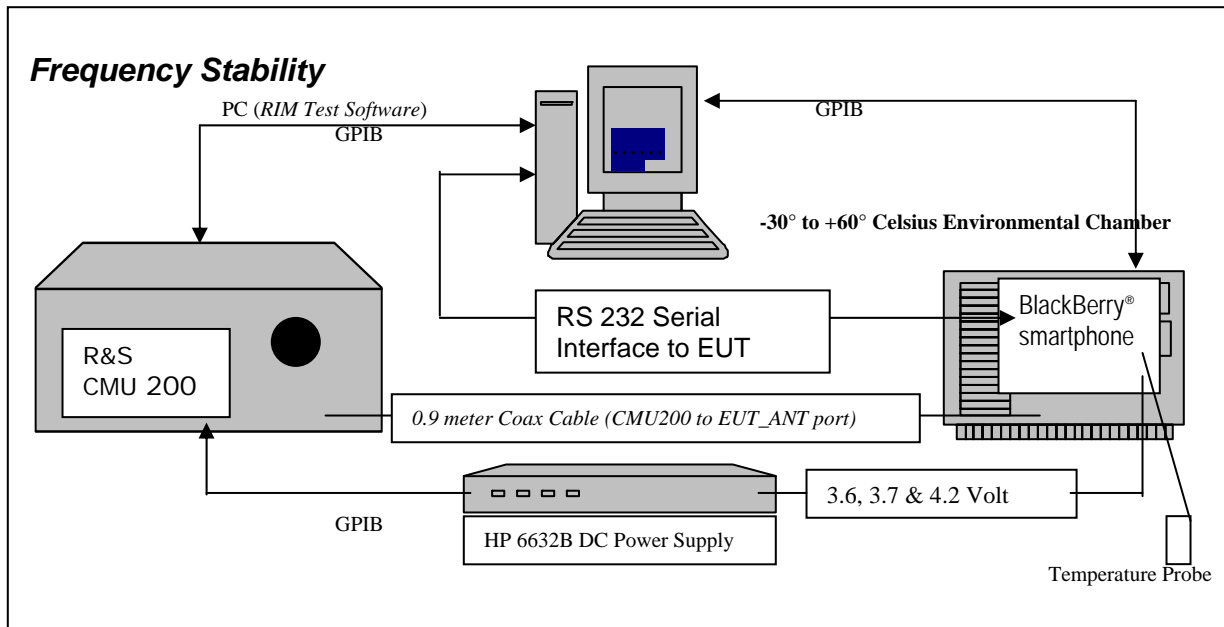 Frequency Stability
PC (RIM Test Software)
GPIB
GPIB
-30° to +60° Celsius Environmental Chamber
RS 232 Serial
Interface to EUT
BlackBerry®
smartphone
R&S
CMU 200
0.9 meter Coax Cable (CMU200 to EUT_ANT port)
3.6, 3.7 & 4.2 Volt
GPIB
HP 6632B DC Power Supply
Temperature Probe